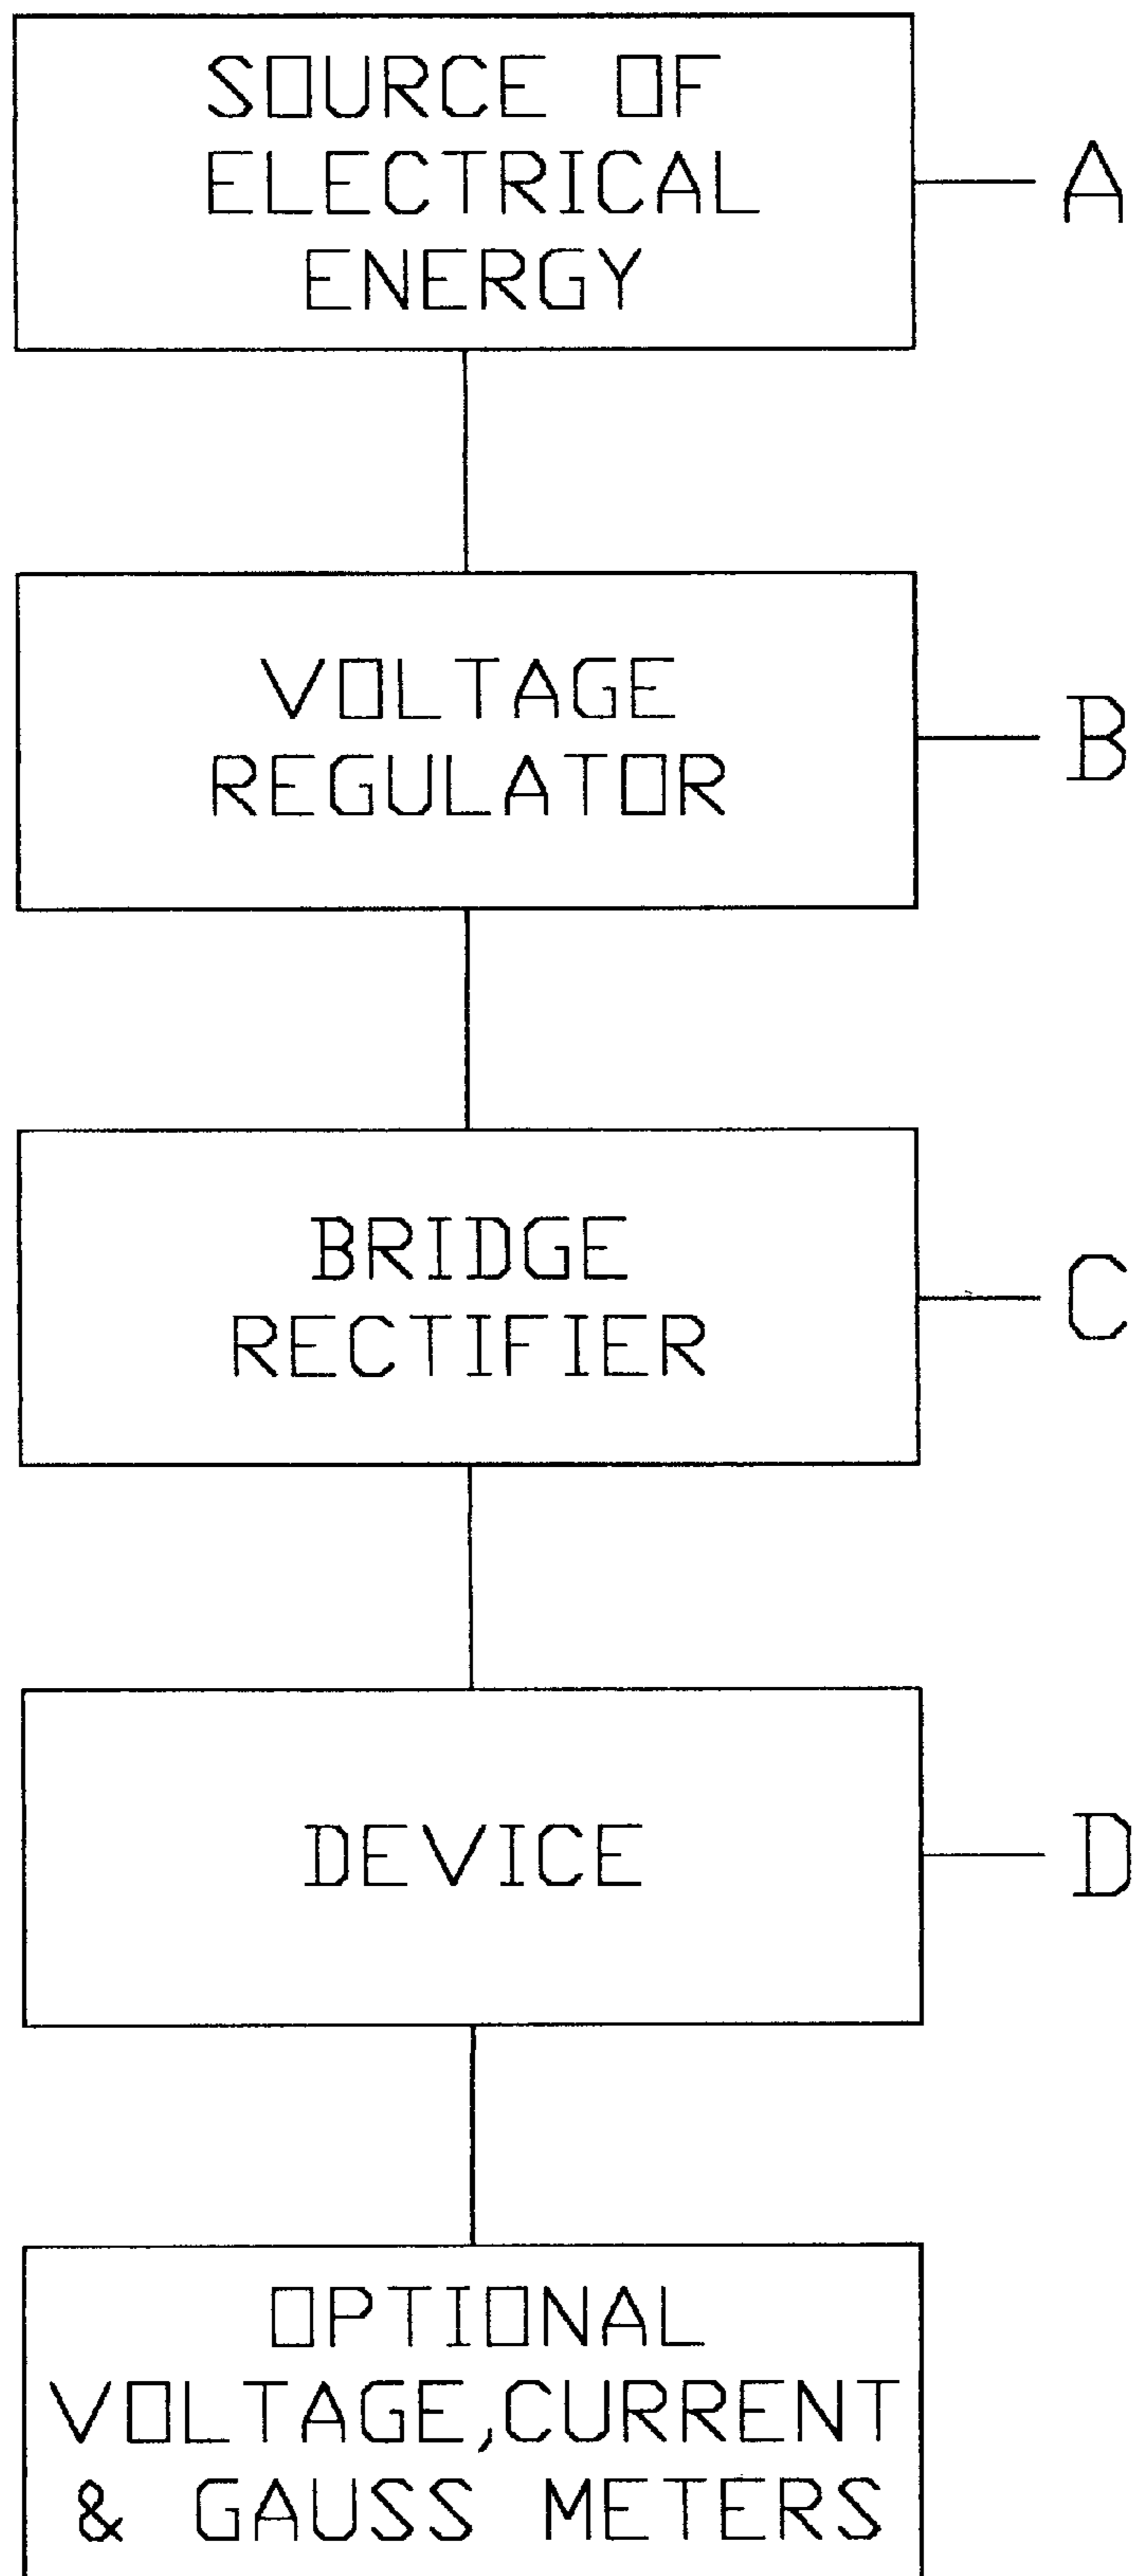 SOURCE OF
ELECTRICAL
ENERGY
A
VOLTAGE
REGULATOR
B
BRIDGE
RECTIFIER
C
DEVICE
D
OPTIONAL
VOLTAGE,CURRENT
& GAUSS METERS